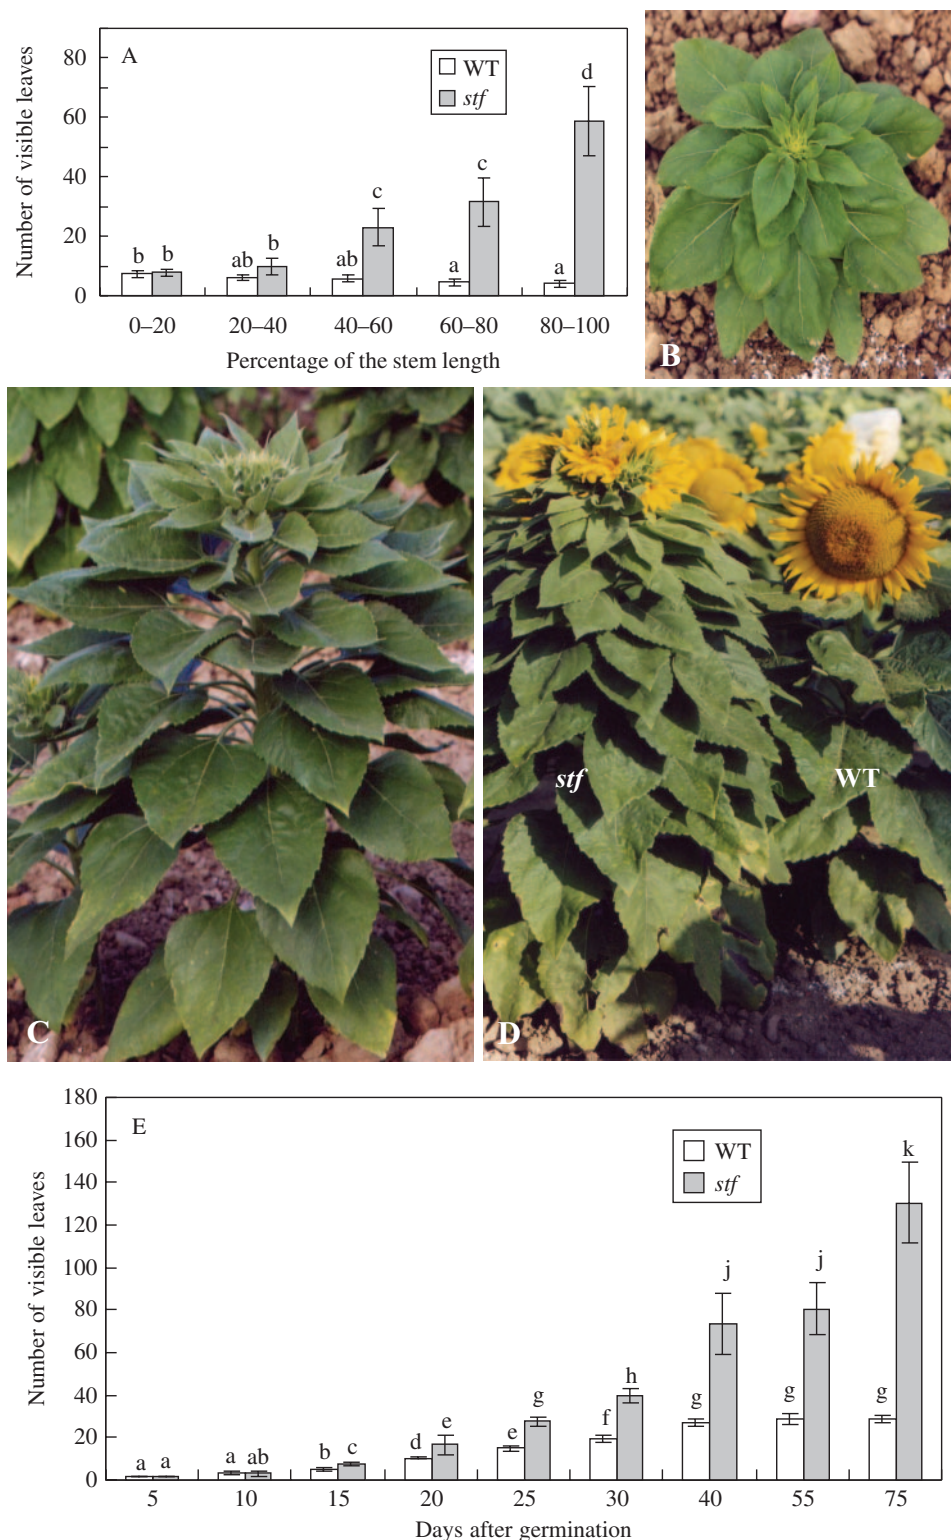 A
WT
stf
Number of visible leaves
80
60
40
20
0
b b ab b ab c a c a d
0–20 20–40 40–60 60–80 80–100
Percentage of the stem length
B
C
stf
WT
D
E
WT
stf
Number of visible leaves
180
160
140
120
100
80
60
40
20
0
a a a ab b c d e e g f h g j g j g k
5 10 15 20 25 30 40 55 75
Days after germination